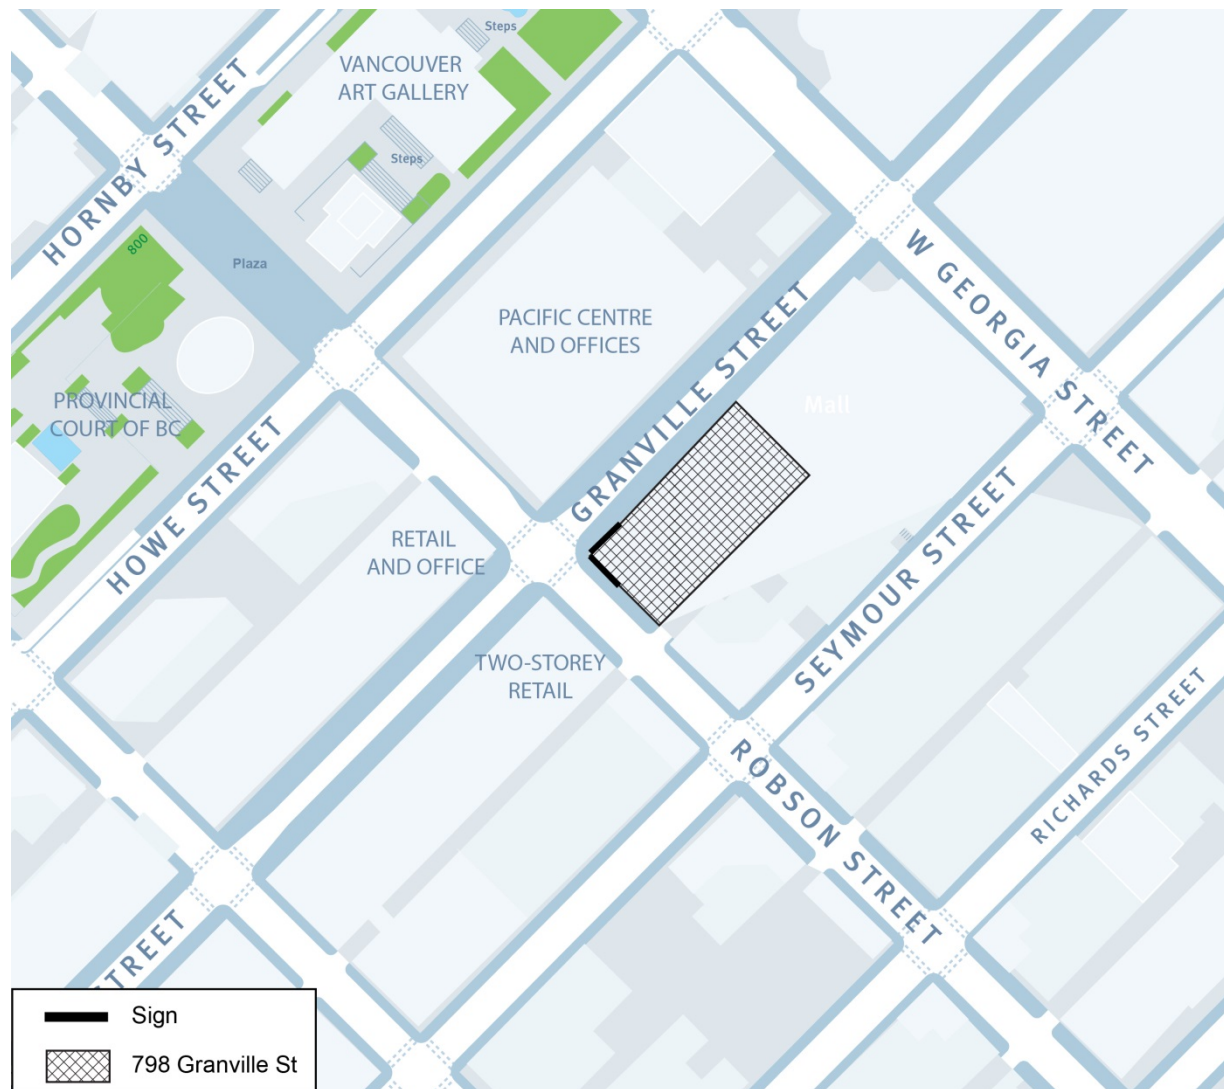 Steps
VANCOUVER
ART GALLERY
Steps
HORNBY STREET
800
Plaza
W GEORGIA STREET
PACIFIC CENTRE
AND OFFICES
GRANVILLE STREET
PROVINCIAL
COURT OF BC
Mall
HOWE STREET
RETAIL
AND OFFICE
SEYMOUR STREET
TWO-STOREY
RETAIL
RICHARDS STREET
ROBSON STREET
STREET
Sign
798 Granville St